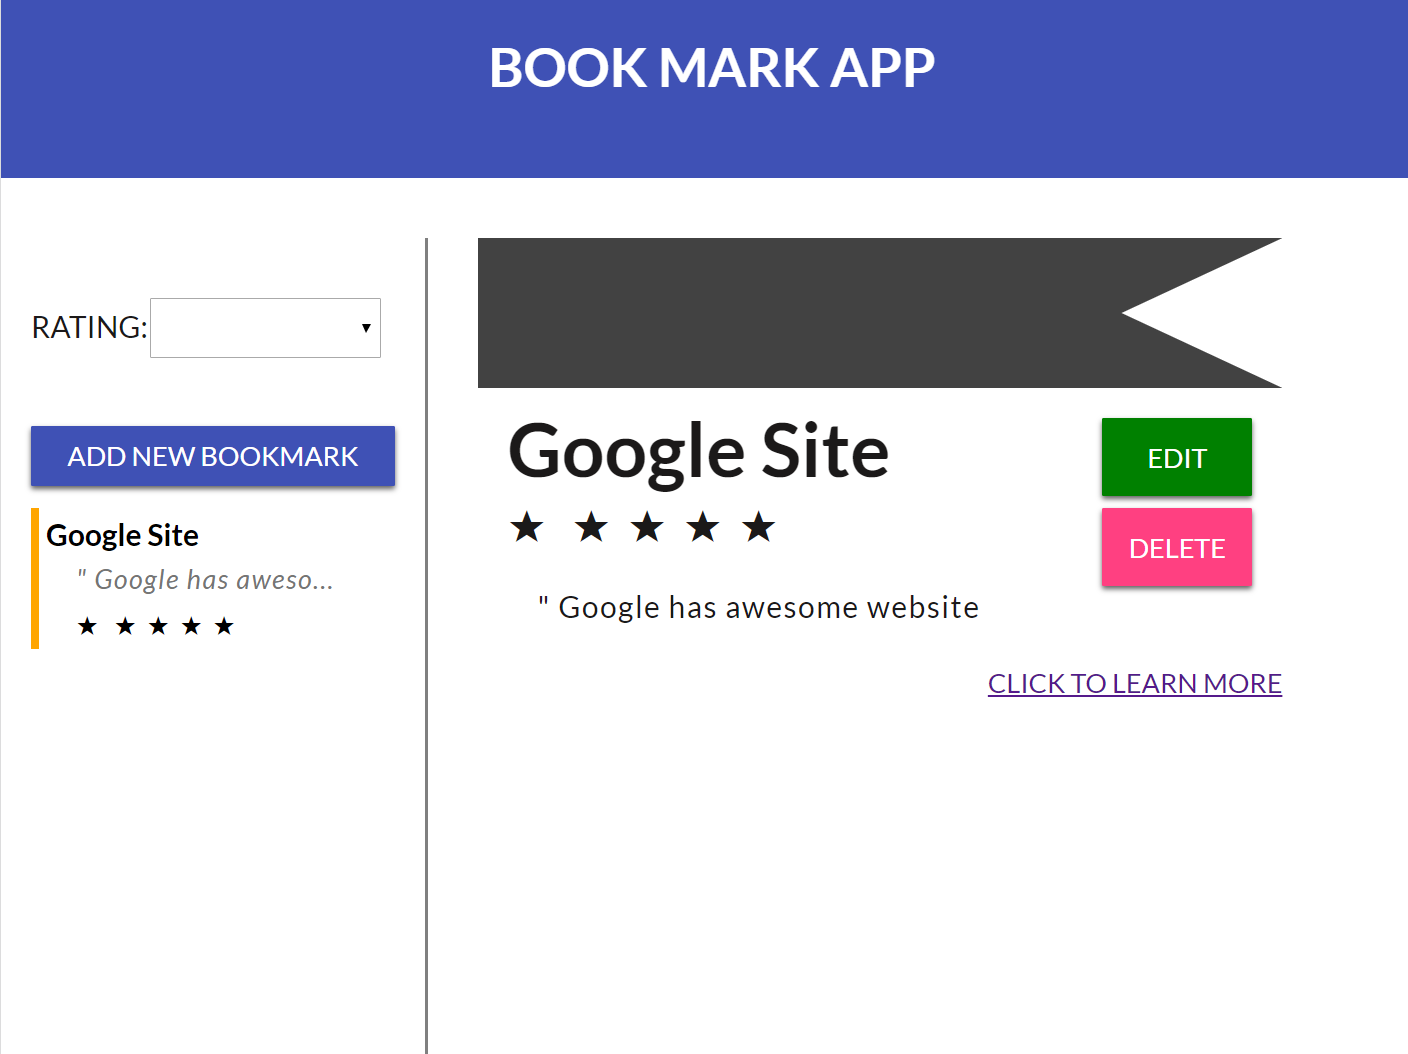 BOOK MARK APP
RATING:
ADD NEW BOOKMARK
Google Site
" Google has aweso...
★ ★ ★ ★ ★
Google Site
★ ★ ★ ★ ★
" Google has awesome website
EDIT
DELETE
CLICK TO LEARN MORE